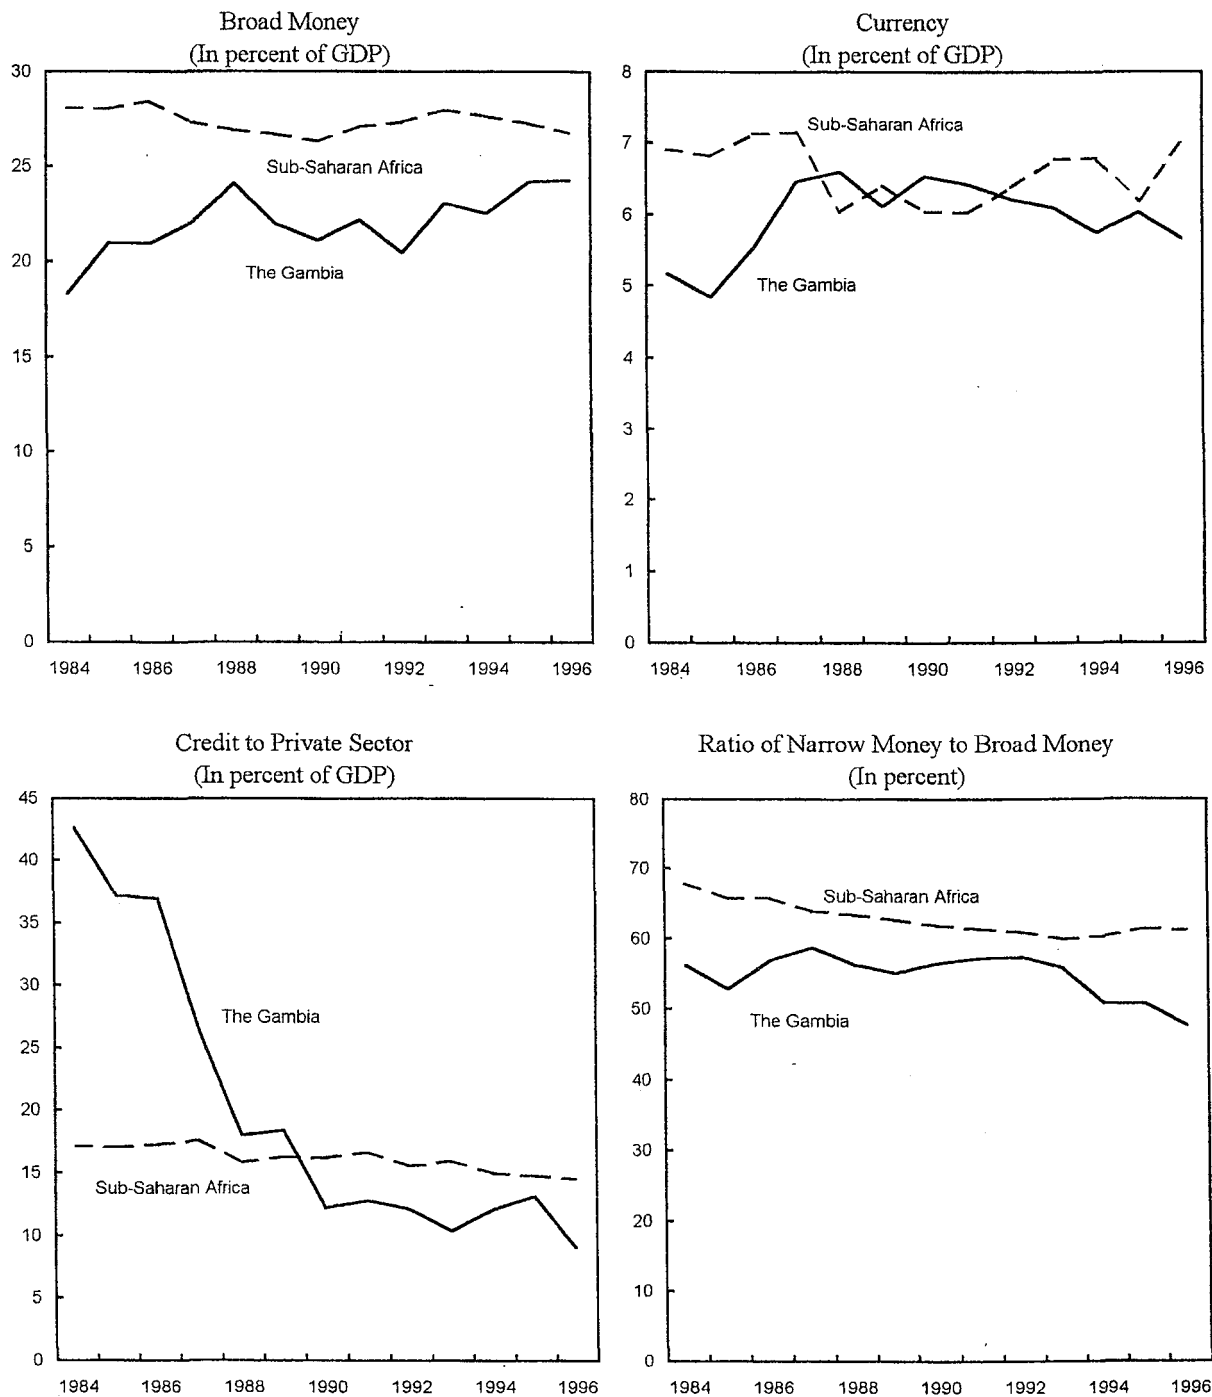 Broad Money
(In percent of GDP)
30
25
20
15
10
5
0
Sub-Saharan Africa
The Gambia
1984 1986 1988 1990 1992 1994 1996
Currency
(In percent of GDP)
8
7
6
5
4
3
2
1
0
Sub-Saharan Africa
The Gambia
1984 1986 1988 1990 1992 1994 1996
Credit to Private Sector
(In percent of GDP)
45
40
35
30
25
20
15
10
5
0
The Gambia
Sub-Saharan Africa
1984 1986 1988 1990 1992 1994 1996
Ratio of Narrow Money to Broad Money
(In percent)
80
70
60
50
40
30
20
10
0
Sub-Saharan Africa
The Gambia
1984 1986 1988 1990 1992 1994 1996